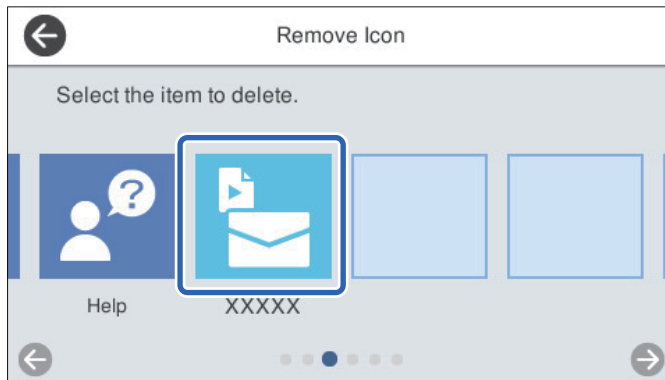 Remove Icon
Select the item to delete.
?
Help
XXXXX